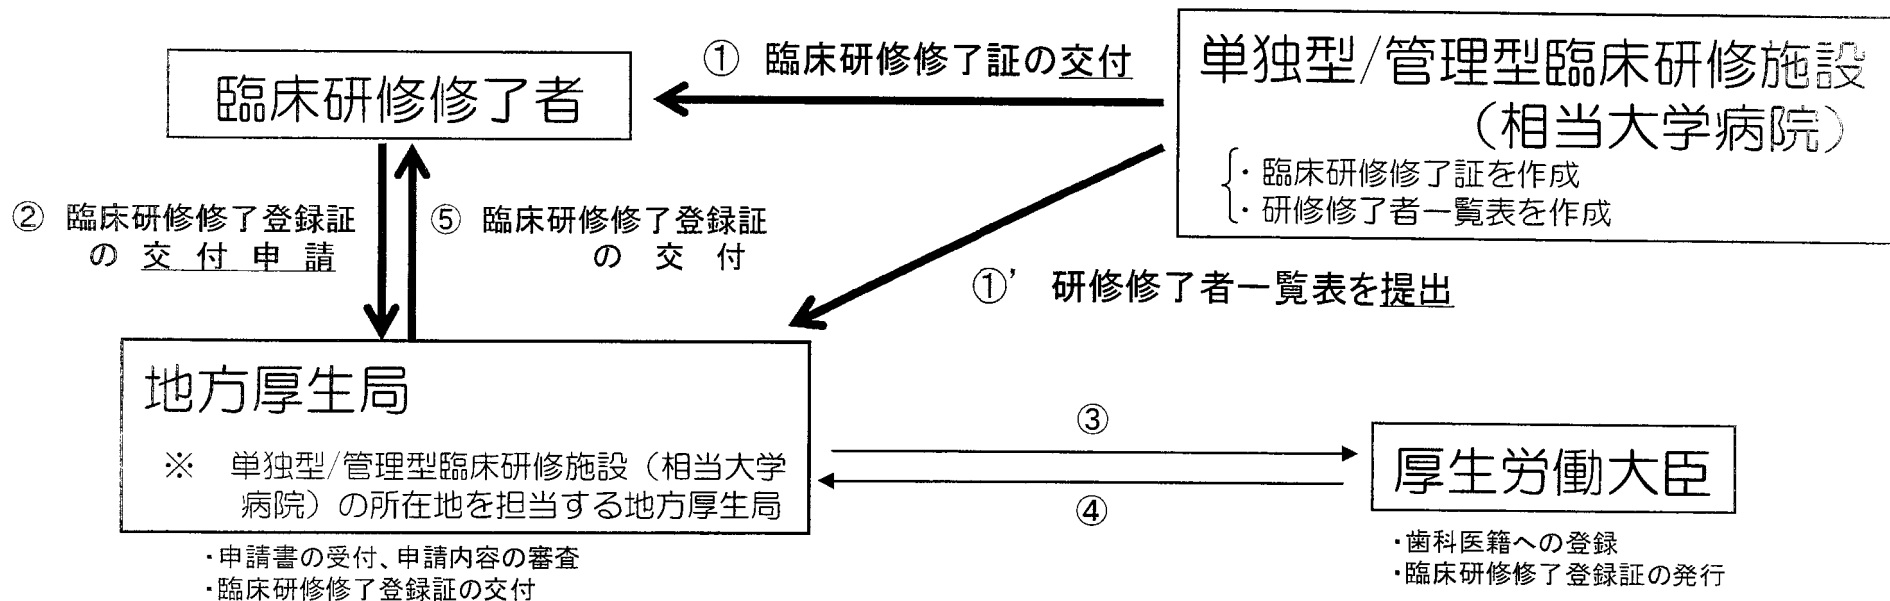 ① 臨床研修修了証の交付
単独型/管理型臨床研修施設
（相当大学病院）
・臨床研修修了証を作成
・研修修了者一覧表を作成
臨床研修修了者
② 臨床研修修了登録証
の交付申請
⑤ 臨床研修修了登録証
の交付
①’ 研修修了者一覧表を提出
地方厚生局
※ 単独型/管理型臨床研修施設（相当大学
病院）の所在地を担当する地方厚生局
・申請書の受付、申請内容の審査
・臨床研修修了登録証の交付
③
④
厚生労働大臣
・歯科医籍への登録
・臨床研修修了登録証の発行